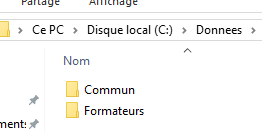 Partage Affichage
Ce PC > Disque local (C:) > Donnees >
Nom
Commun
Formateurs